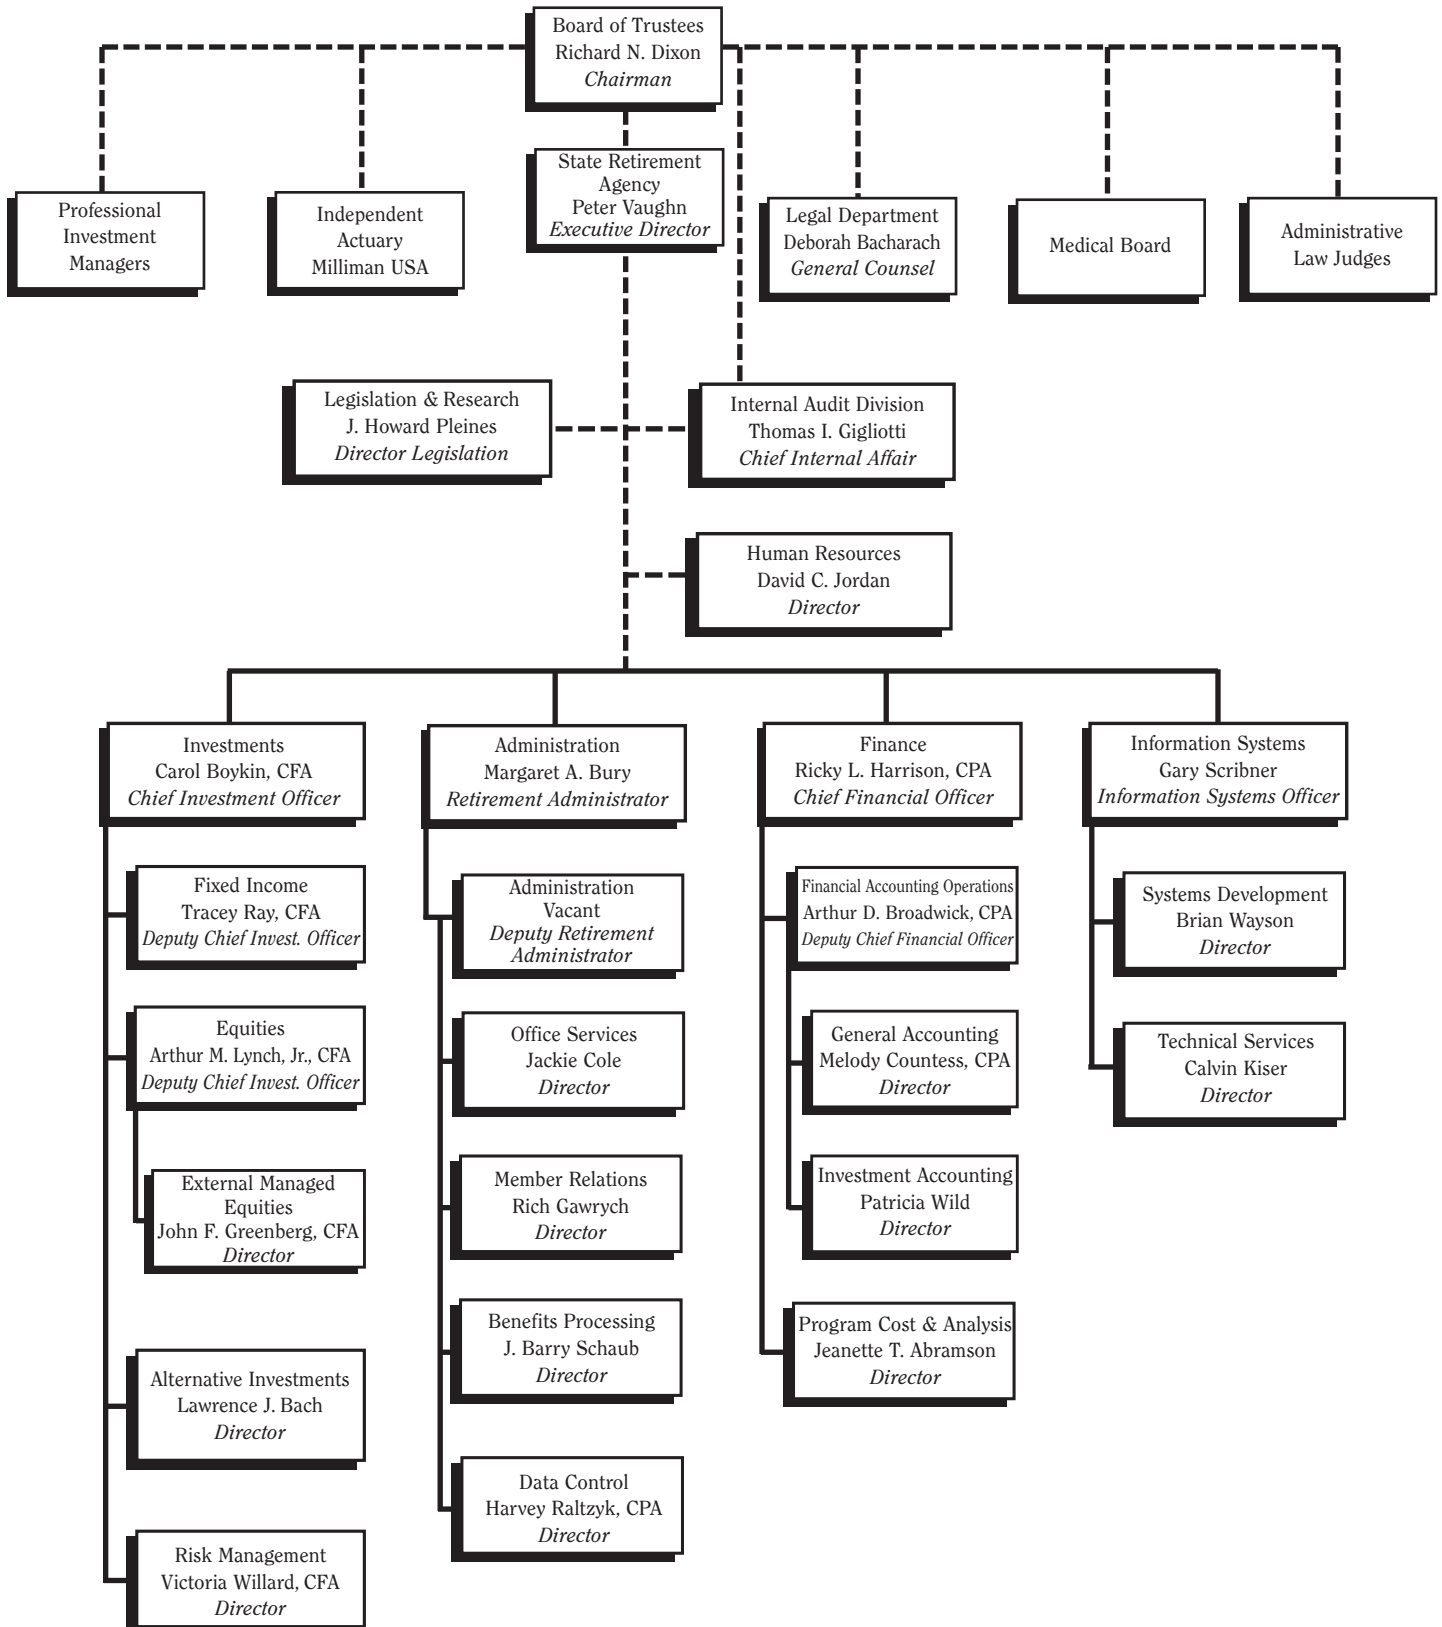 Board of Trustees
Richard N. Dixon
Chairman
State Retirement
Agency
Peter Vaughn
Executive Director
Professional
Investment
Managers
Independent
Actuary
Milliman USA
Legal Department
Deborah Bacharach
General Counsel
Medical Board
Administrative
Law Judges
Legislation & Research
J. Howard Pleines
Director Legislation
Internal Audit Division
Thomas I. Gigliotti
Chief Internal Affair
Human Resources
David C. Jordan
Director
Investments
Carol Boykin, CFA
Chief Investment Officer
Fixed Income
Tracey Ray, CFA
Deputy Chief Invest. Officer
Equities
Arthur M. Lynch, Jr., CFA
Deputy Chief Invest. Officer
External Managed
Equities
John F. Greenberg, CFA
Director
Alternative Investments
Lawrence J. Bach
Director
Risk Management
Victoria Willard, CFA
Director
Administration
Margaret A. Bury
Retirement Administrator
Administration
Vacant
Deputy Retirement
Administrator
Office Services
Jackie Cole
Director
Member Relations
Rich Gawrych
Director
Benefits Processing
J. Barry Schaub
Director
Data Control
Harvey Raltzyk, CPA
Director
Finance
Ricky L. Harrison, CPA
Chief Financial Officer
Financial Accounting Operations
Arthur D. Broadwick, CPA
Deputy Chief Financial Officer
General Accounting
Melody Countess, CPA
Director
Investment Accounting
Patricia Wild
Director
Program Cost & Analysis
Jeanette T. Abramson
Director
Information Systems
Gary Scribner
Information Systems Officer
Systems Development
Brian Wayson
Director
Technical Services
Calvin Kiser
Director